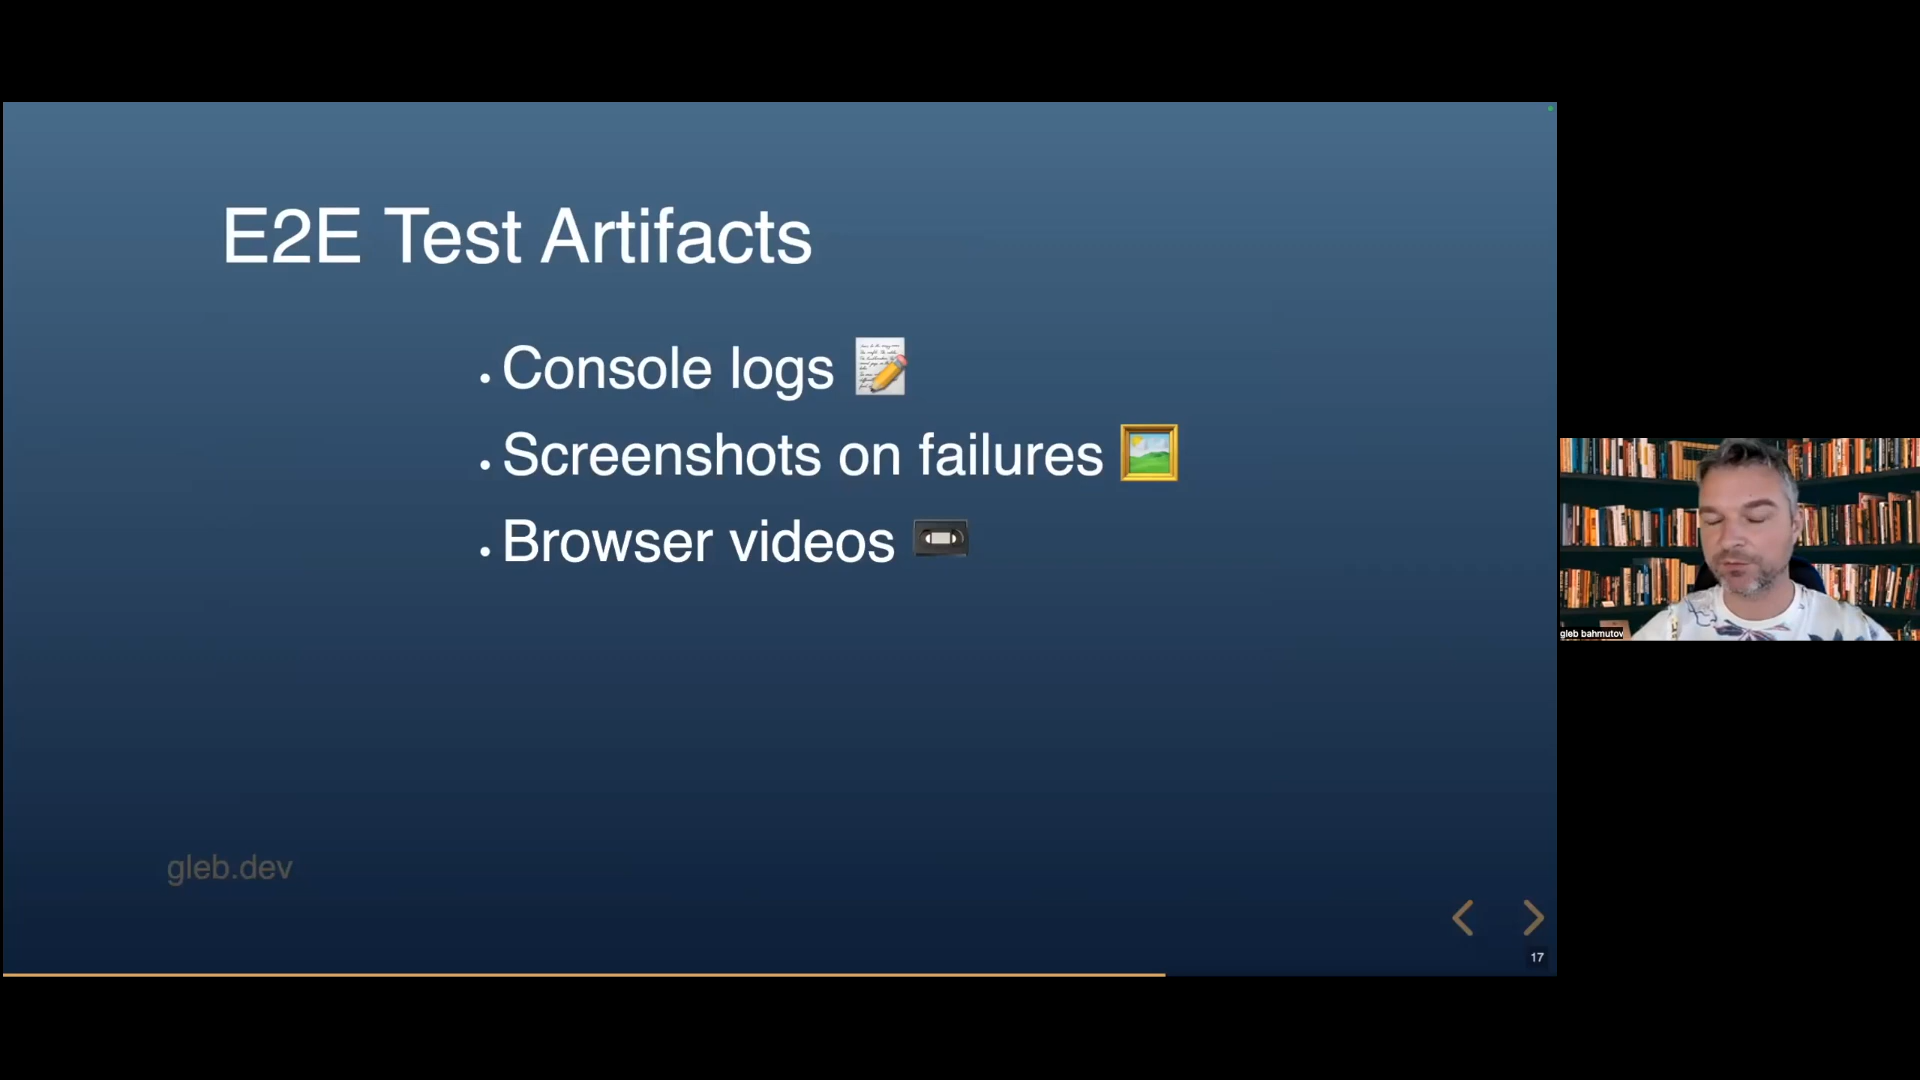 E2E Test Artifacts
• Console logs
• Screenshots on failures
• Browser videos
gleb.dev
17
gleb bahmutov